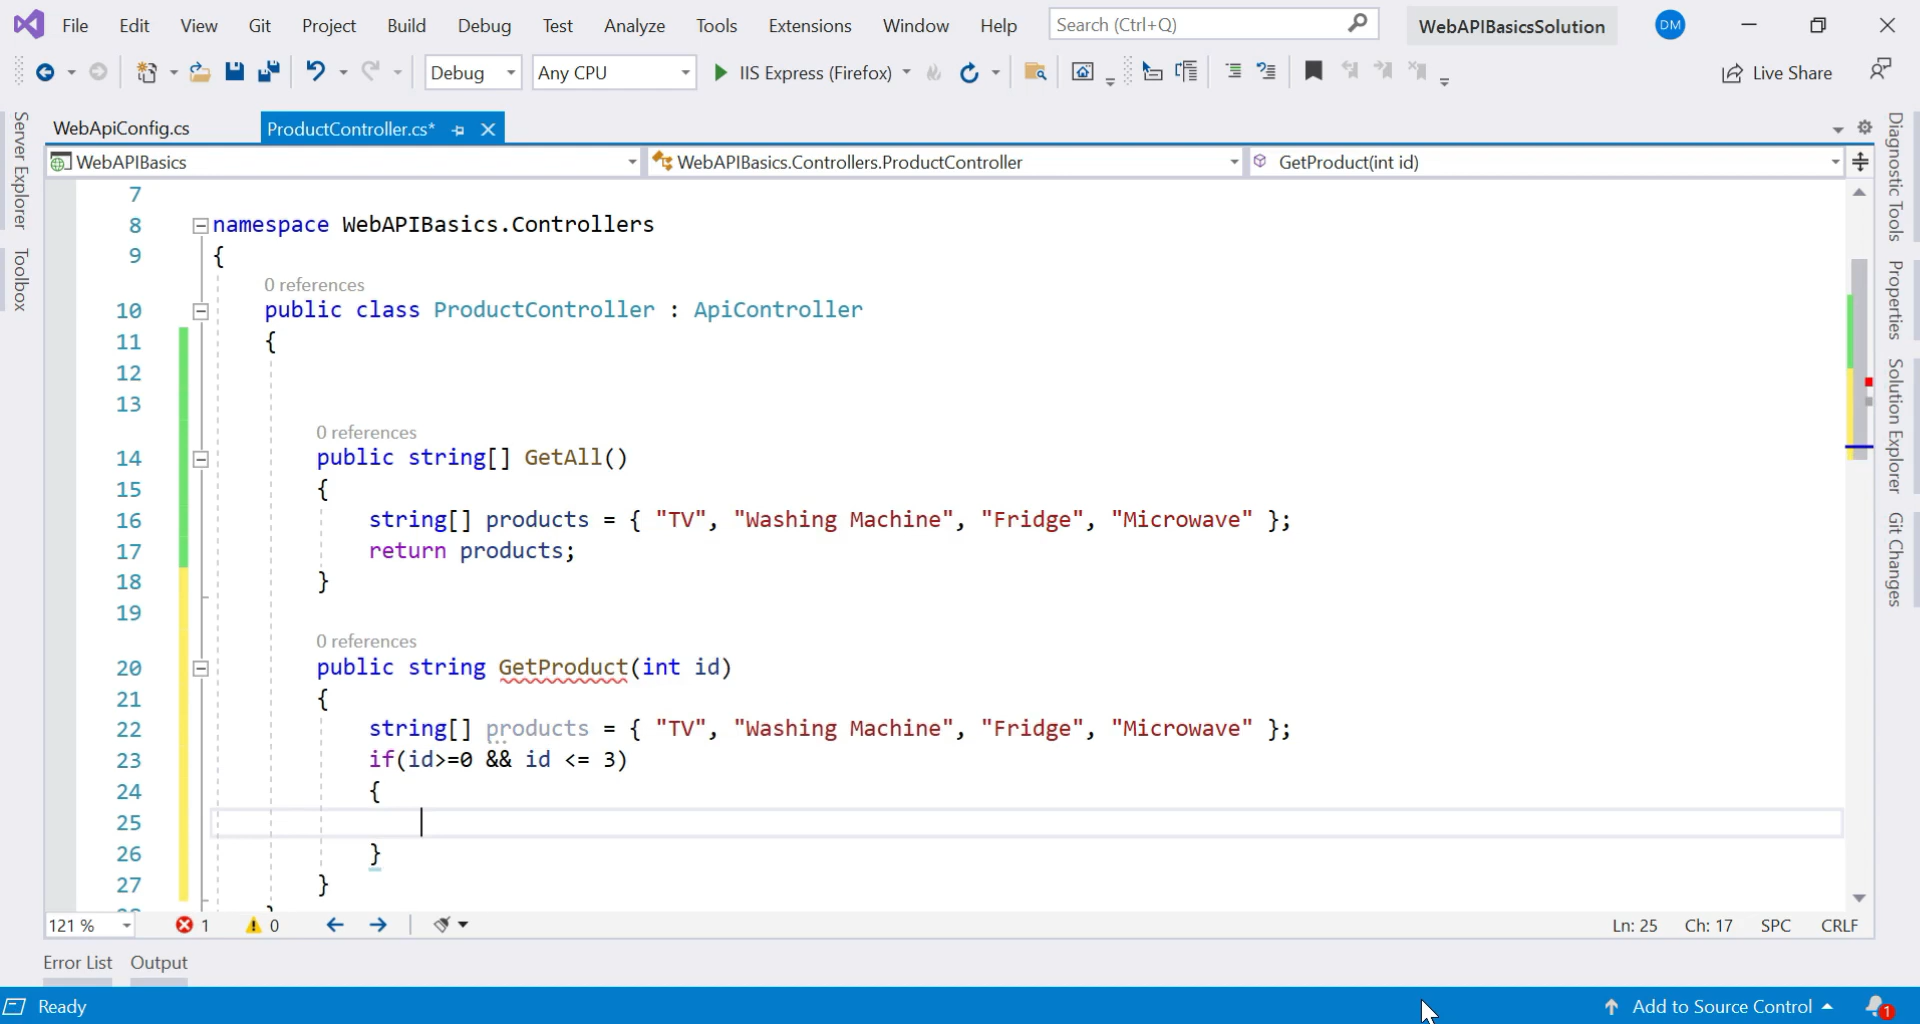 File Edit View Git Project Build Debug Test Analyze Tools Extensions Window Help Search (Ctrl+Q) WebAPIBasicsSolution DM
Debug Any CPU IIS Express (Firefox) Live Share
WebApiConfig.cs ProductController.cs*
WebAPIBasics WebAPIBasics.Controllers.ProductController GetProduct(int id)
Server Explorer
Toolbox
7
8 namespace WebAPIBasics.Controllers
9 {
0 references
10 public class ProductController : ApiController
11 {
12
13
0 references
14 public string[] GetAll()
15 {
16 string[] products = { "TV", "Washing Machine", "Fridge", "Microwave" };
17 return products;
18 }
19
0 references
20 public string GetProduct(int id)
21 {
22 string[] products = { "TV", "Washing Machine", "Fridge", "Microwave" };
23 if(id>=0 && id <= 3)
24 {
25
26 }
27 }
Diagnostic Tools
Properties
Solution Explorer
Git Changes
121 % 1 0 Ln: 25 Ch: 17 SPC CRLF
Error List Output
Ready Add to Source Control 1